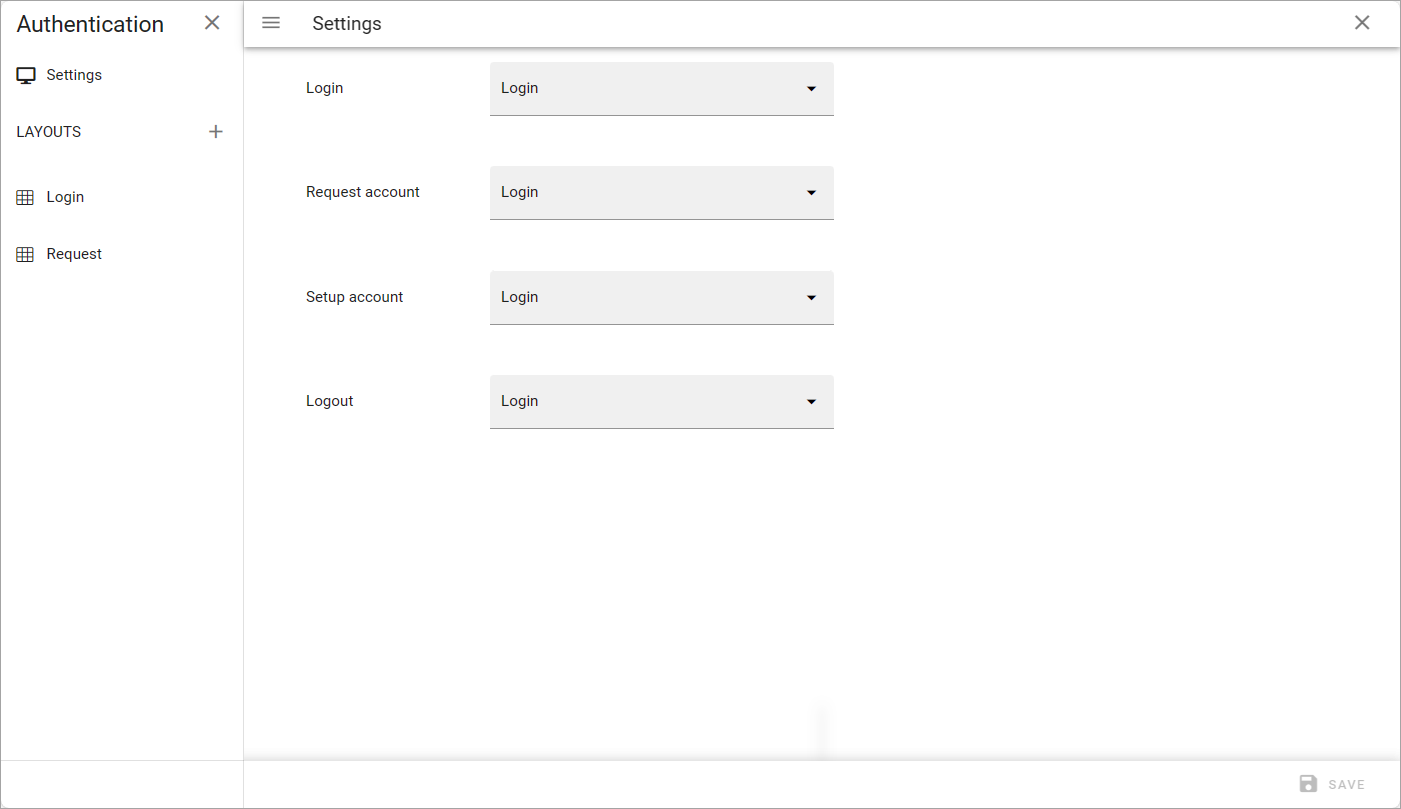 Authentication
Settings
LAYOUTS
Login
Request
Settings
Login Login
Request account Login
Setup account Login
Logout Login
SAVE